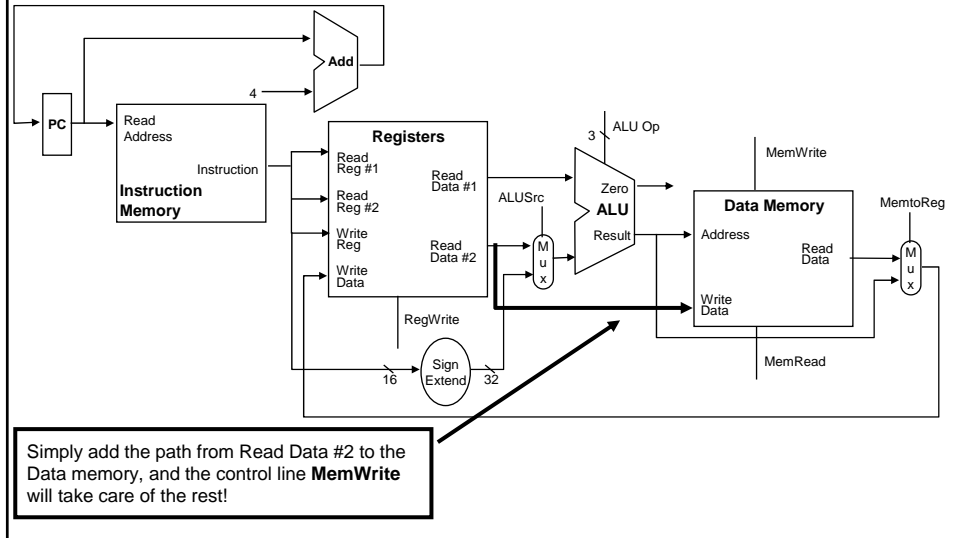 Add
4
PC
Read
Address
Instruction
Instruction
Memory
Registers
Read
Reg #1
Read
Reg #2
Write
Reg
Write
Data
Read
Data #1
Read
Data #2
RegWrite
16
Sign
Extend
32
ALUSrc
M
u
x
3
ALU Op
Zero
ALU
Result
MemWrite
Data Memory
Address
Read
Data
Write
Data
MemRead
MemtoReg
M
u
x
Simply add the path from Read Data #2 to the
Data memory, and the control line MemWrite
will take care of the rest!